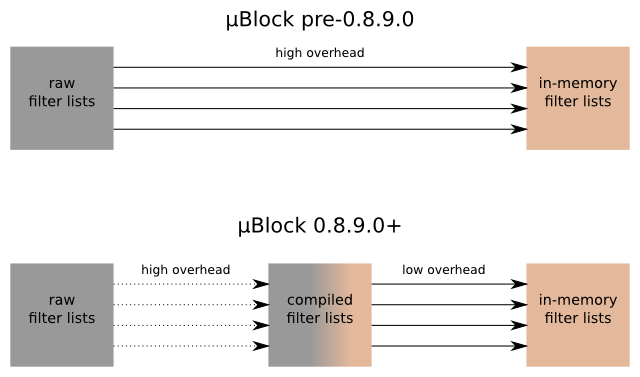 μBlock pre-0.8.9.0
high overhead
raw
filter lists
in-memory
filter lists
μBlock 0.8.9.0+
high overhead
low overhead
raw
filter lists
compiled
filter lists
in-memory
filter lists